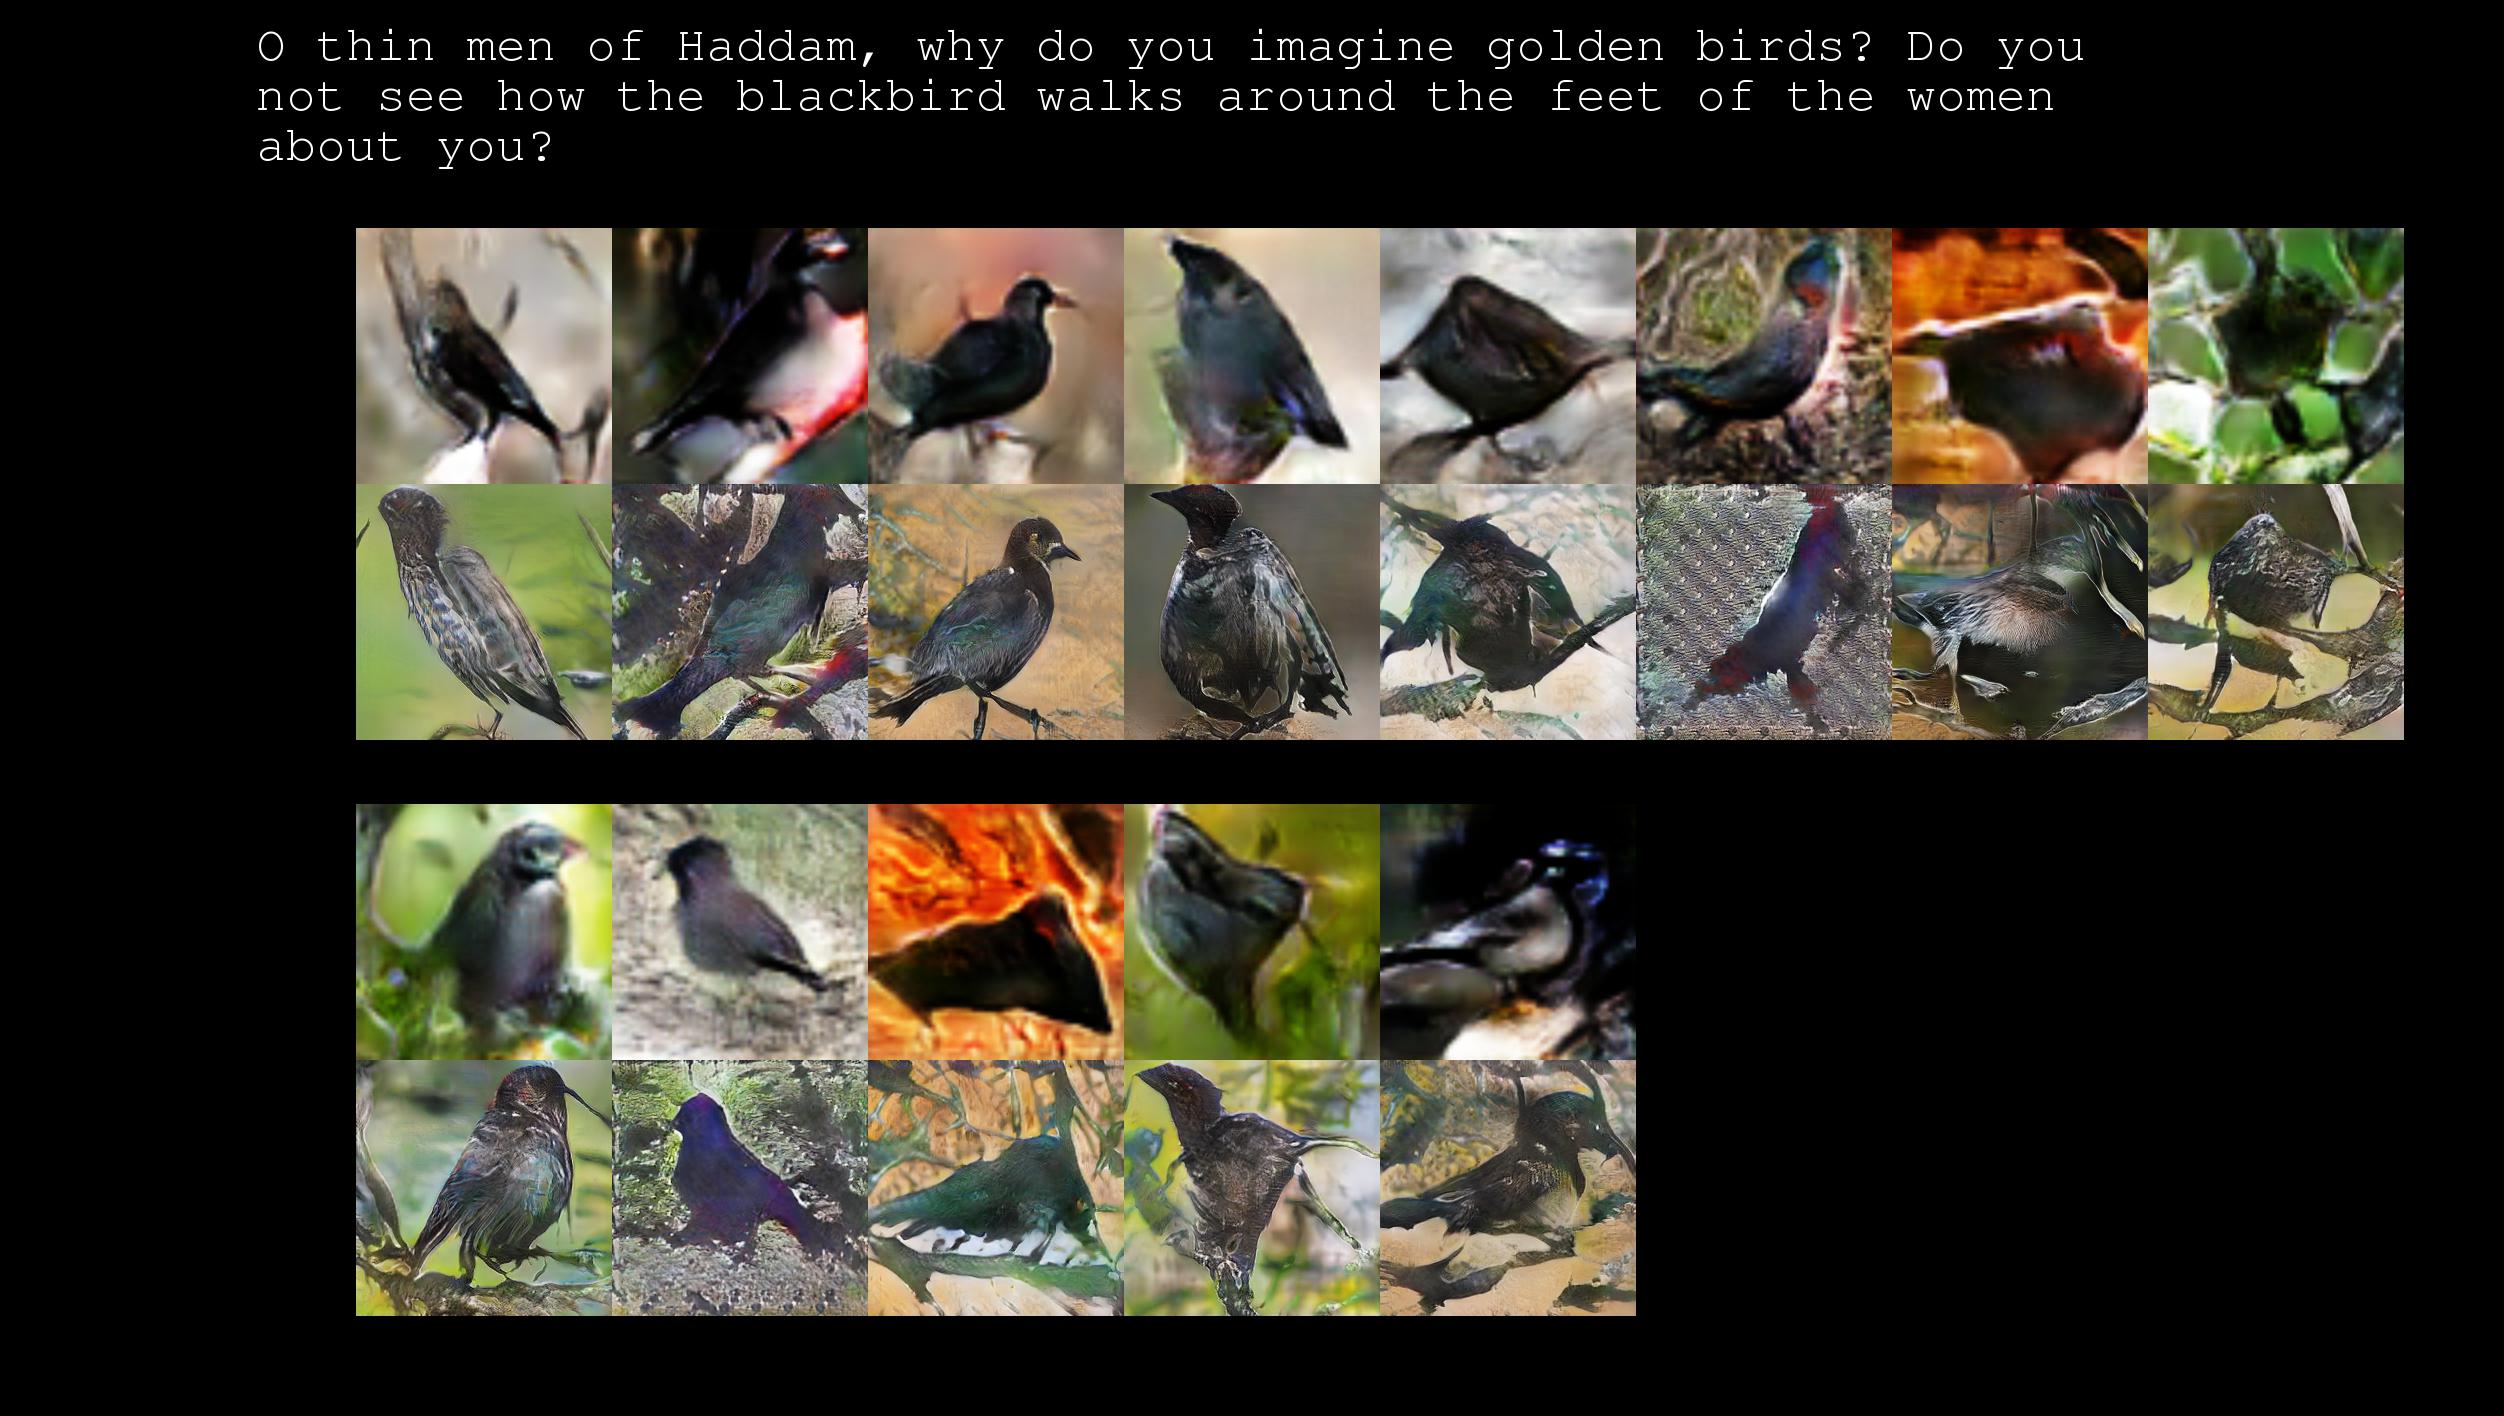 O thin men of Haddam, why do you imagine golden birds? Do you
not see how the blackbird walks around the feet of the women
about you?